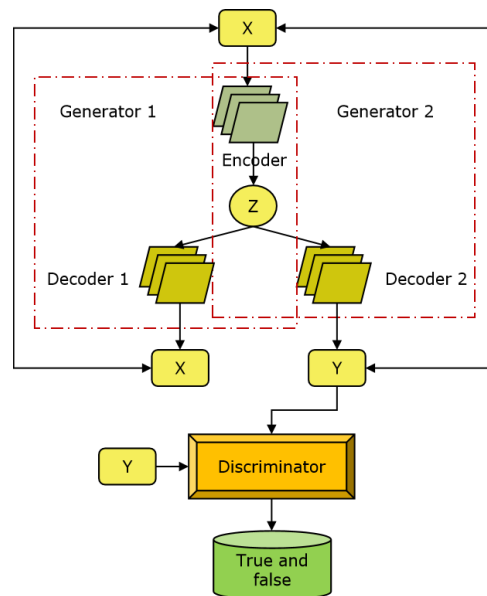 X
Generator 1
Generator 2
Encoder
Z
Decoder 1
Decoder 2
X
Y
Y
Discriminator
True and
false